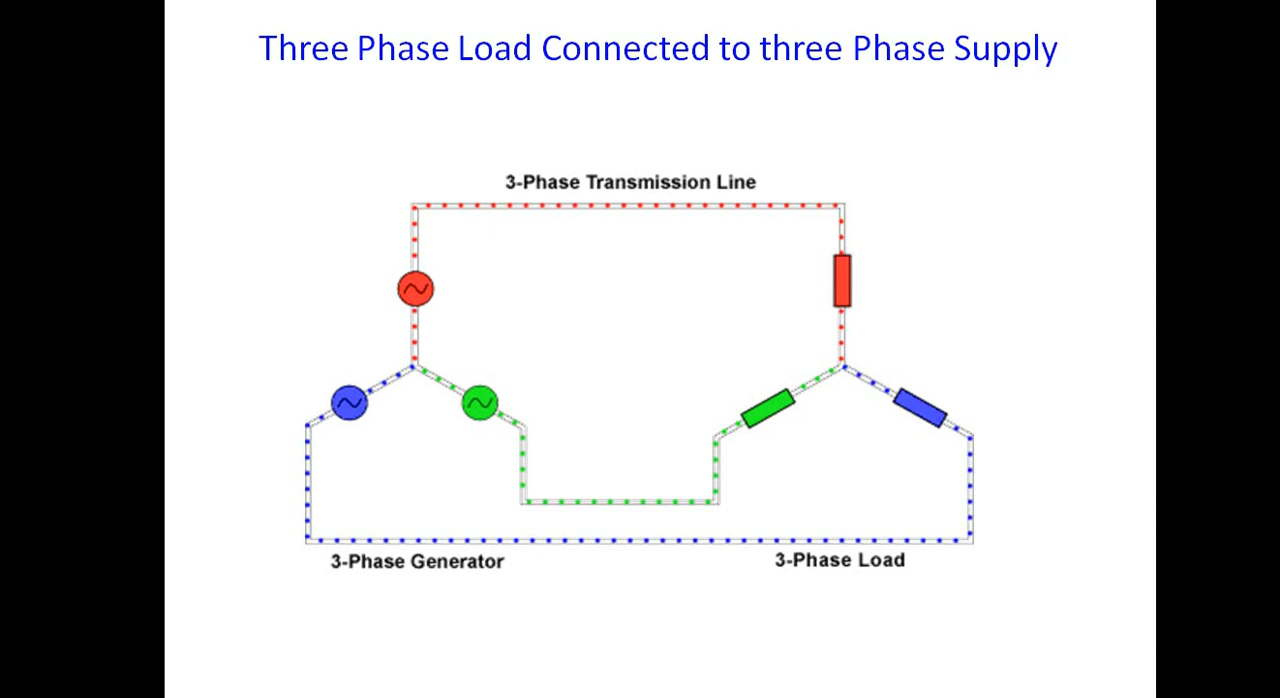 Three Phase Load Connected to three Phase Supply
3-Phase Transmission Line
3-Phase Generator
3-Phase Load